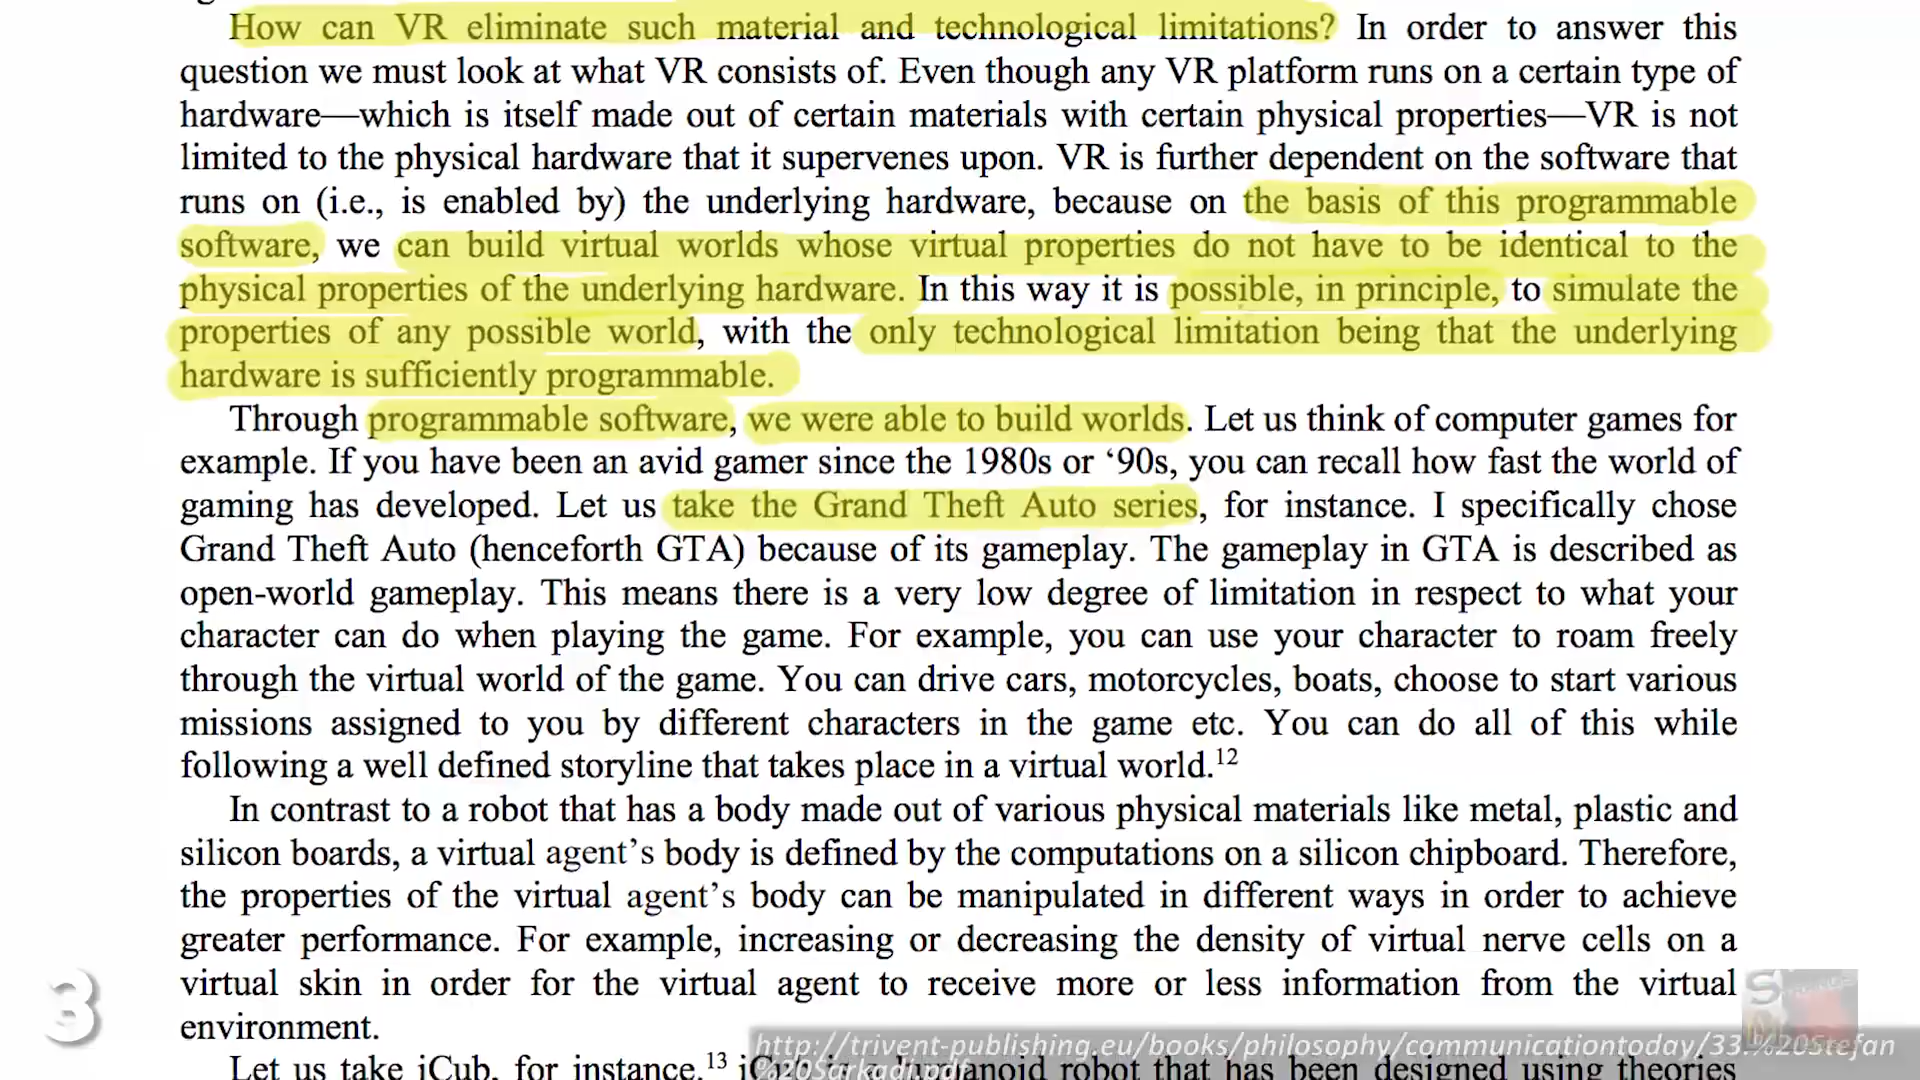 How can VR eliminate such material and technological limitations? In order to answer this
question we must look at what VR consists of. Even though any VR platform runs on a certain type of
hardware—which is itself made out of certain materials with certain physical properties—VR is not
limited to the physical hardware that it supervenes upon. VR is further dependent on the software that
runs on (i.e., is enabled by) the underlying hardware, because on the basis of this programmable
software, we can build virtual worlds whose virtual properties do not have to be identical to the
physical properties of the underlying hardware. In this way it is possible, in principle, to simulate the
properties of any possible world, with the only technological limitation being that the underlying
hardware is sufficiently programmable.
Through programmable software, we were able to build worlds. Let us think of computer games for
example. If you have been an avid gamer since the 1980s or ‘90s, you can recall how fast the world of
gaming has developed. Let us take the Grand Theft Auto series, for instance. I specifically chose
Grand Theft Auto (henceforth GTA) because of its gameplay. The gameplay in GTA is described as
open-world gameplay. This means there is a very low degree of limitation in respect to what your
character can do when playing the game. For example, you can use your character to roam freely
through the virtual world of the game. You can drive cars, motorcycles, boats, choose to start various
missions assigned to you by different characters in the game etc. You can do all of this while
following a well defined storyline that takes place in a virtual world.12
In contrast to a robot that has a body made out of various physical materials like metal, plastic and
silicon boards, a virtual agent’s body is defined by the computations on a silicon chipboard. Therefore,
the properties of the virtual agent’s body can be manipulated in different ways in order to achieve
greater performance. For example, increasing or decreasing the density of virtual nerve cells on a
virtual skin in order for the virtual agent to receive more or less information from the virtual
environment.
3
http://trivent-publishing.eu/books/philosophy/communicationtoday/33.%20Stefan
%20Sarkadi.pdf
Let us take iCub, for instance.13 humanoid robot that has been designed using theories